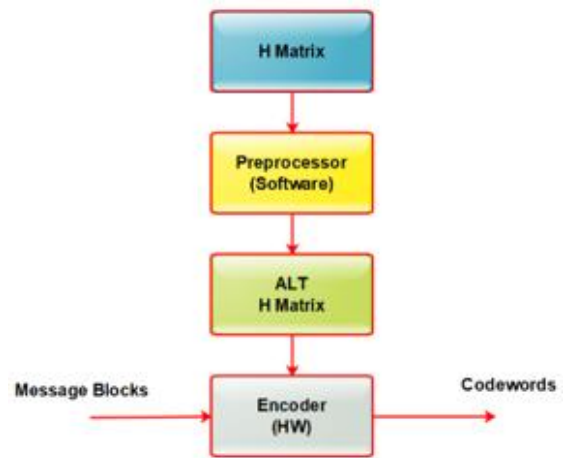 H Matrix
Preprocessor
(Software)
ALT
H Matrix
Message Blocks
Encoder
(HW)
Codewords